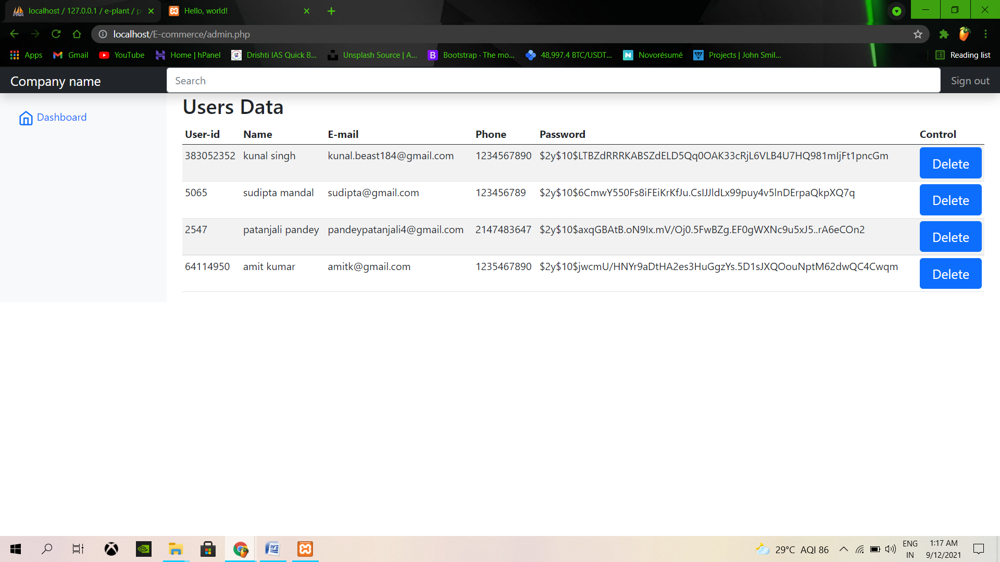 localhost / 127.0.0.1 / e-plant / p
Hello, world!
localhost/E-commerce/admin.php
Apps
Gmail
YouTube
Home | hPanel
Drishti IAS Quick B...
Unsplash Source | A...
Bootstrap · The mo...
48,997.4 BTC/USDT...
Novorésumé
Projects | John Smil...
Reading list
Company name
Search
Sign out
Dashboard
Users Data
User-id Name E-mail Phone Password Control
383052352 kunal singh kunal.beast184@gmail.com 1234567890 $2y$10$LTBZdRRRKABSZdELD5Qq0OAK33cRjL6VLB4U7HQ981mIjFt1pncGm Delete
5065 sudipta mandal sudipta@gmail.com 123456789 $2y$10$6CmwY550Fs8iFEiKrKfJu.CsIJJldLx99puy4v5lnDErpaQkpXQ7q Delete
2547 patanjali pandey pandeypatanjali4@gmail.com 2147483647 $2y$10$axqGBAtB.oN9Ix.mV/Oj0.5FwBZg.EF0gWXNc9u5xJ5..rA6eCOn2 Delete
64114950 amit kumar amitk@gmail.com 1235467890 $2y$10$jwcmU/HNYr9aDtHA2es3HuGgzYs.5D1sJXQOouNptM62dwQC4Cwqm Delete
29°C AQI 86
ENG
IN
1:17 AM
9/12/2021